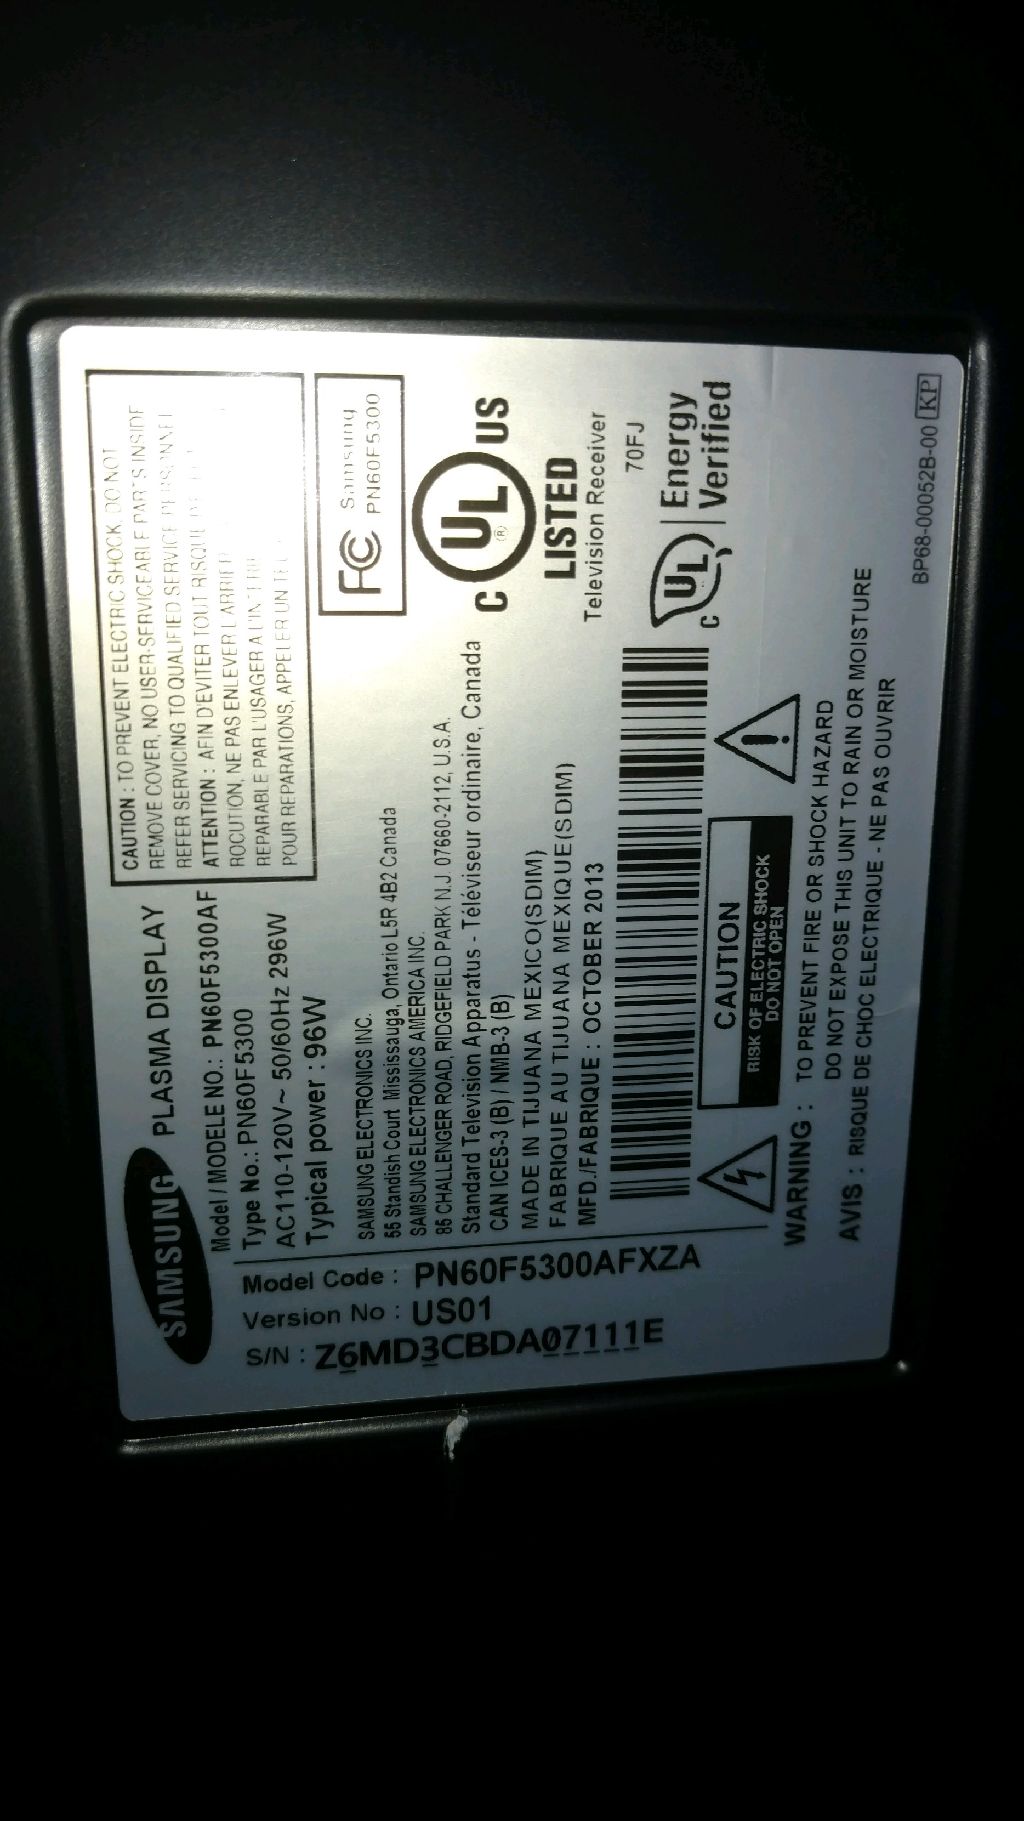 SAMSUNG
PLASMA DISPLAY
Model / MODELE NO.: PN60F5300AF
Type No.: PN60F5300
AC110-120V~ 50/60Hz 296W
Typical power : 96W
CAUTION : TO PREVENT ELECTRIC SHOCK, DO NOT
REMOVE COVER, NO USER-SERVICEABLE PARTS INSIDE
REFER SERVICING TO QUALIFIED SERVICE PERSONNEL
ATTENTION : AFIN D'EVITER TOUT RISQUE
ROCUTION, NE PAS ENLEVER L'ARRIERE
REPARABLE PAR L'USAGER A L'INTERIEUR
POUR REPARATIONS, APPELER UN
FC Samsung
PN60F5300
SAMSUNG ELECTRONICS INC.
55 Standish Court Mississauga, Ontario L5R 4B2 Canada
SAMSUNG ELECTRONICS AMERICA INC.
85 CHALLENGER ROAD, RIDGEFIELD PARK N.J 07660-2112, U.S.A.
Standard Television Apparatus - Téléviseur ordinaire, Canada
CAN ICES-3 (B) / NMB-3 (B)
MADE IN TIJUANA MEXICO(SDIM)
FABRIQUE AU TIJUANA MEXIQUE(SDIM)
MFD./FABRIQUE : OCTOBER 2013
C UL ® US
LISTED
Television Receiver
70FJ
C UL Energy
Verified
CAUTION
RISK OF ELECTRIC SHOCK
DO NOT OPEN
WARNING : TO PREVENT FIRE OR SHOCK HAZARD
DO NOT EXPOSE THIS UNIT TO RAIN OR MOISTURE
AVIS : RISQUE DE CHOC ELECTRIQUE - NE PAS OUVRIR
BP68-00052B-00 KP
Model Code : PN60F5300AFXZA
Version No : US01
S/N : Z6MD3CBDA07111E